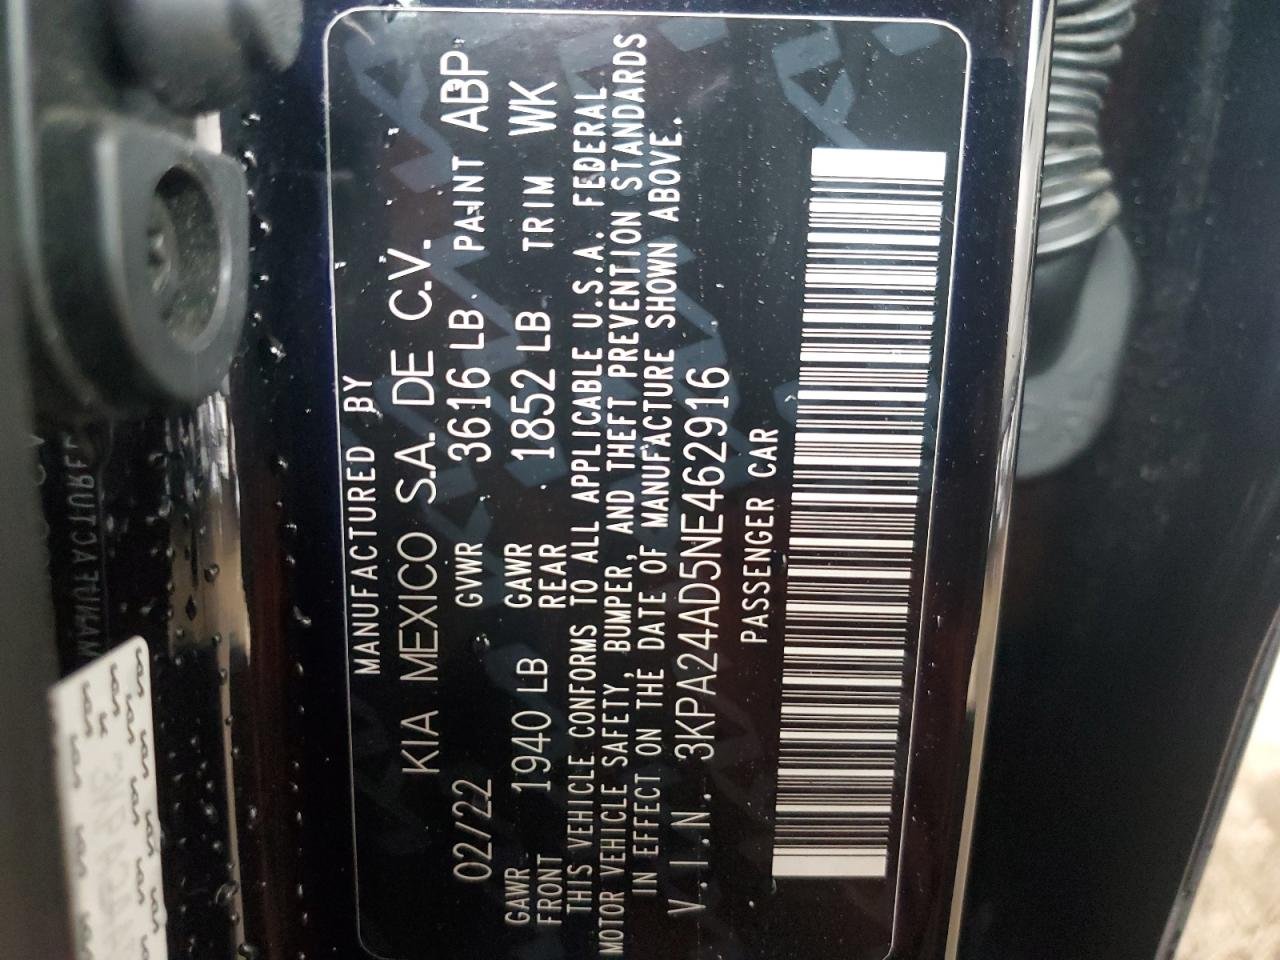 MANUFACTURED BY
KIA MEXICO S.A. DE C.V.
02/22 GVWR 3616 LB PAINT ABP
GAWR FRONT 1940 LB GAWR REAR 1852 LB TRIM WK
THIS VEHICLE CONFORMS TO ALL APPLICABLE U.S.A. FEDERAL
MOTOR VEHICLE SAFETY, BUMPER, AND THEFT PREVENTION STANDARDS
IN EFFECT ON THE DATE OF MANUFACTURE SHOWN ABOVE.
V.I.N. 3KPA24AD5NE462916
PASSENGER CAR